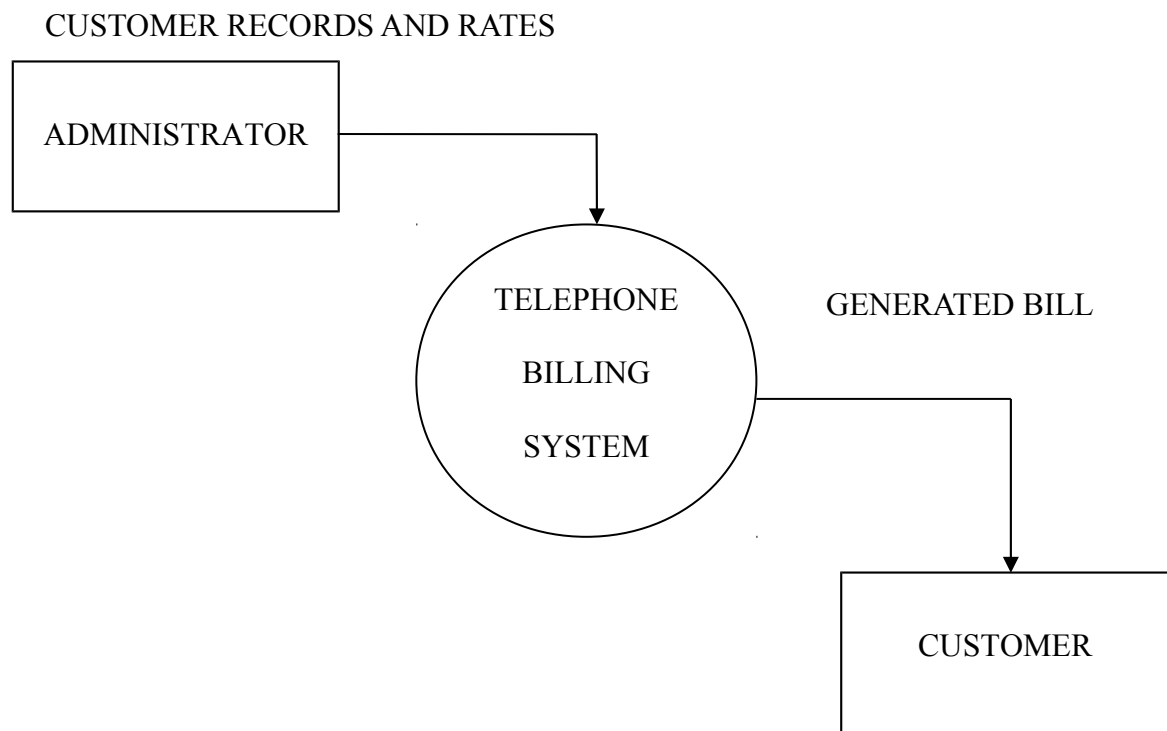 CUSTOMER RECORDS AND RATES
ADMINISTRATOR
TELEPHONE
BILLING
SYSTEM
GENERATED BILL
CUSTOMER